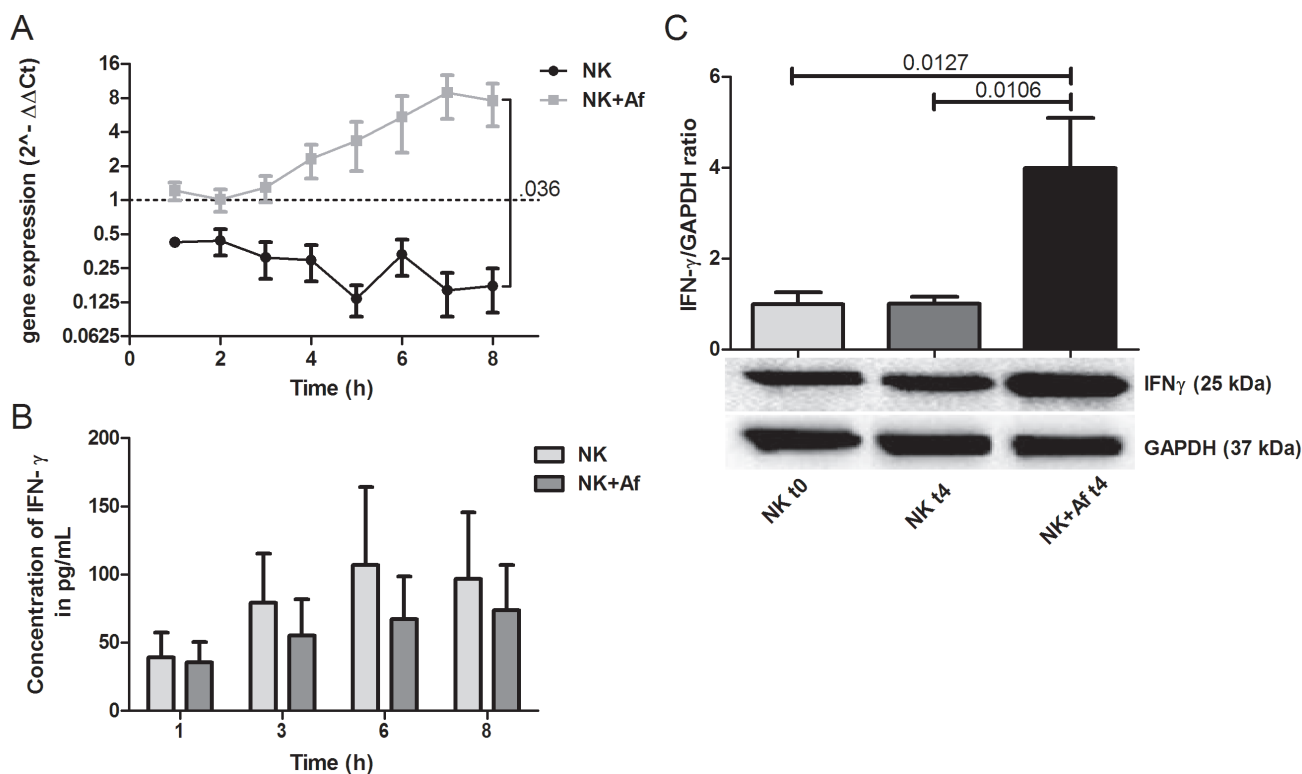 A
gene expression (2^- ΔΔCt)
16
8
4
2
1
0.5
0.25
0.125
0.0625
0
2
4
6
8
Time (h)
NK
NK+Af
.036
B
Concentration of IFN- γ
in pg/mL
200
150
100
50
0
1
3
6
8
Time (h)
NK
NK+Af
C
0.0127
0.0106
IFN-γ/GAPDH ratio
6
4
2
0
IFNγ (25 kDa)
GAPDH (37 kDa)
NK t0
NK t4
NK+Af t4